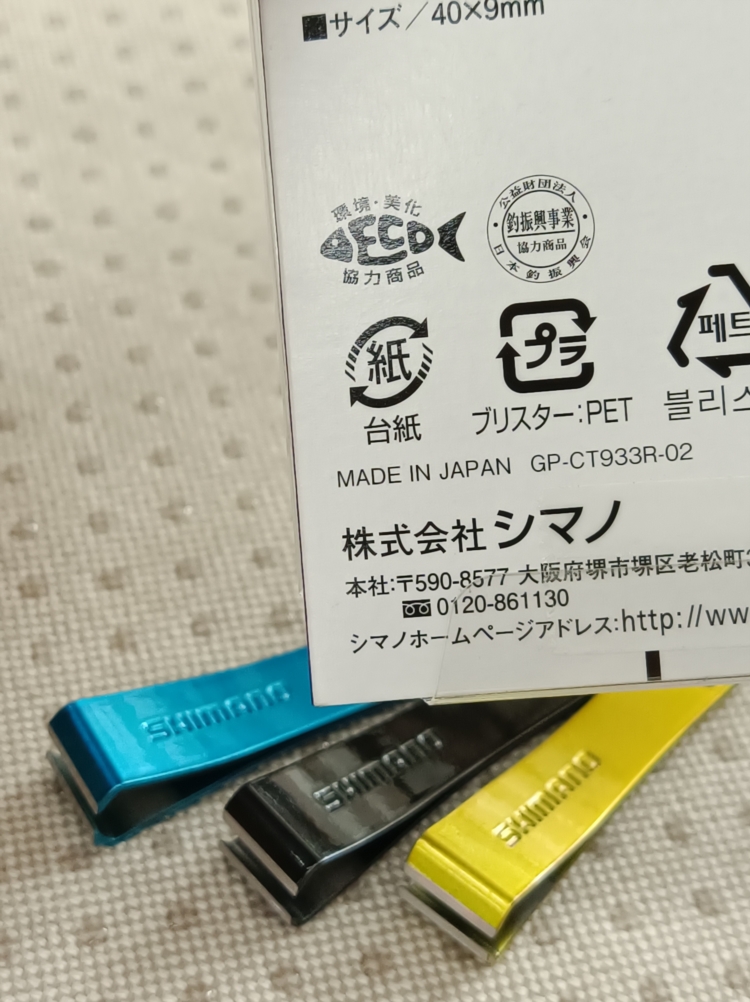 ■サイズ／40×9mm
環境・美化
ECO
協力商品
公益財団法人
釣振興事業
協力商品
日本釣振興会
紙
台紙
プラ
ブリスター:PET
페트
블리스
MADE IN JAPAN GP-CT933R-02
株式会社シマノ
本社:〒590-8577 大阪府堺市堺区老松町3
0120-861130
シマノホームページアドレス:http://ww
SHIMANO
SHIMANO
SHIMANO